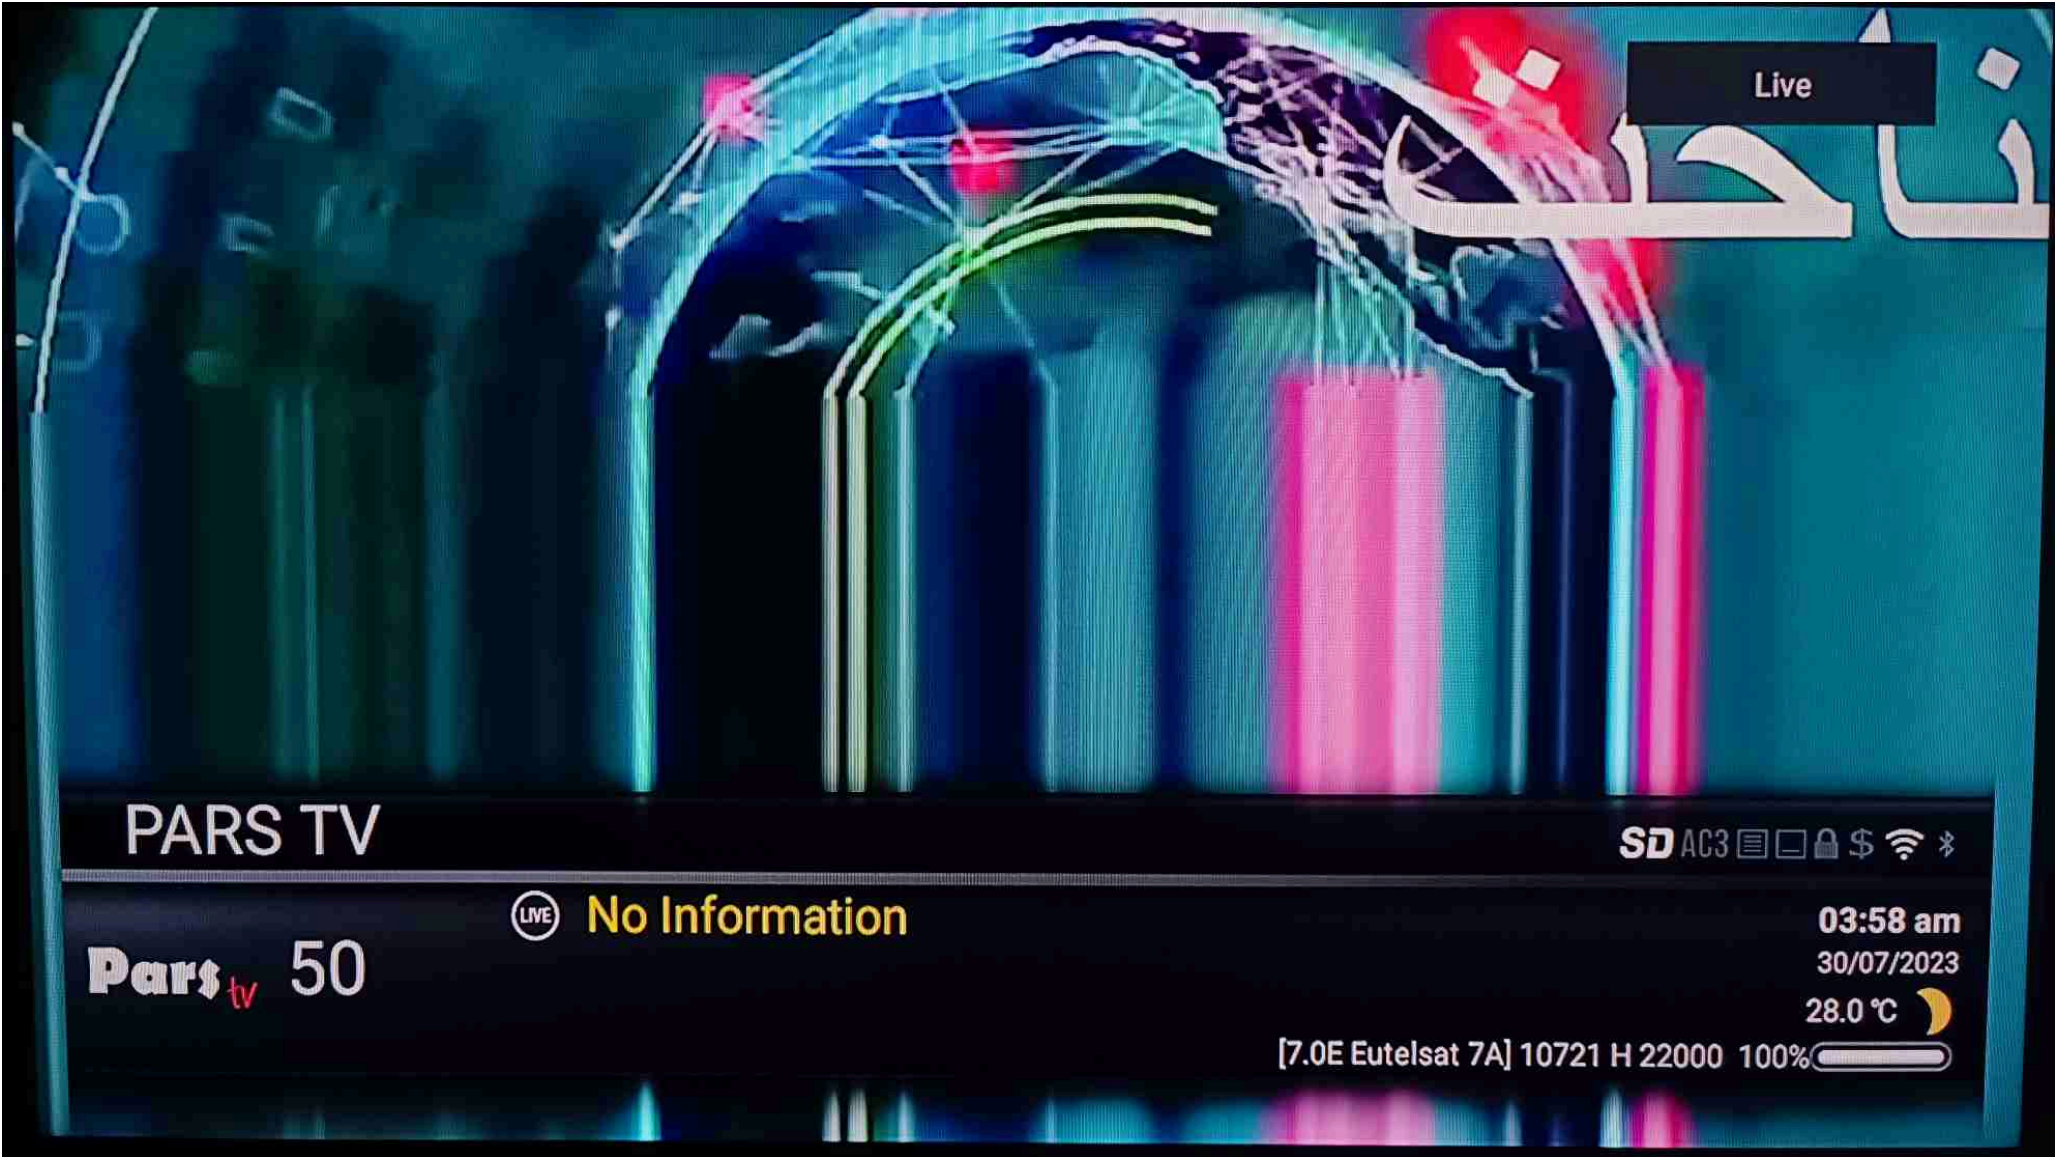 Live
PARS TV
SD AC3 $
LIVE No Information
03:58 am
Pars tv 50
30/07/2023
28.0 °C
[7.0E Eutelsat 7A] 10721 H 22000 100%